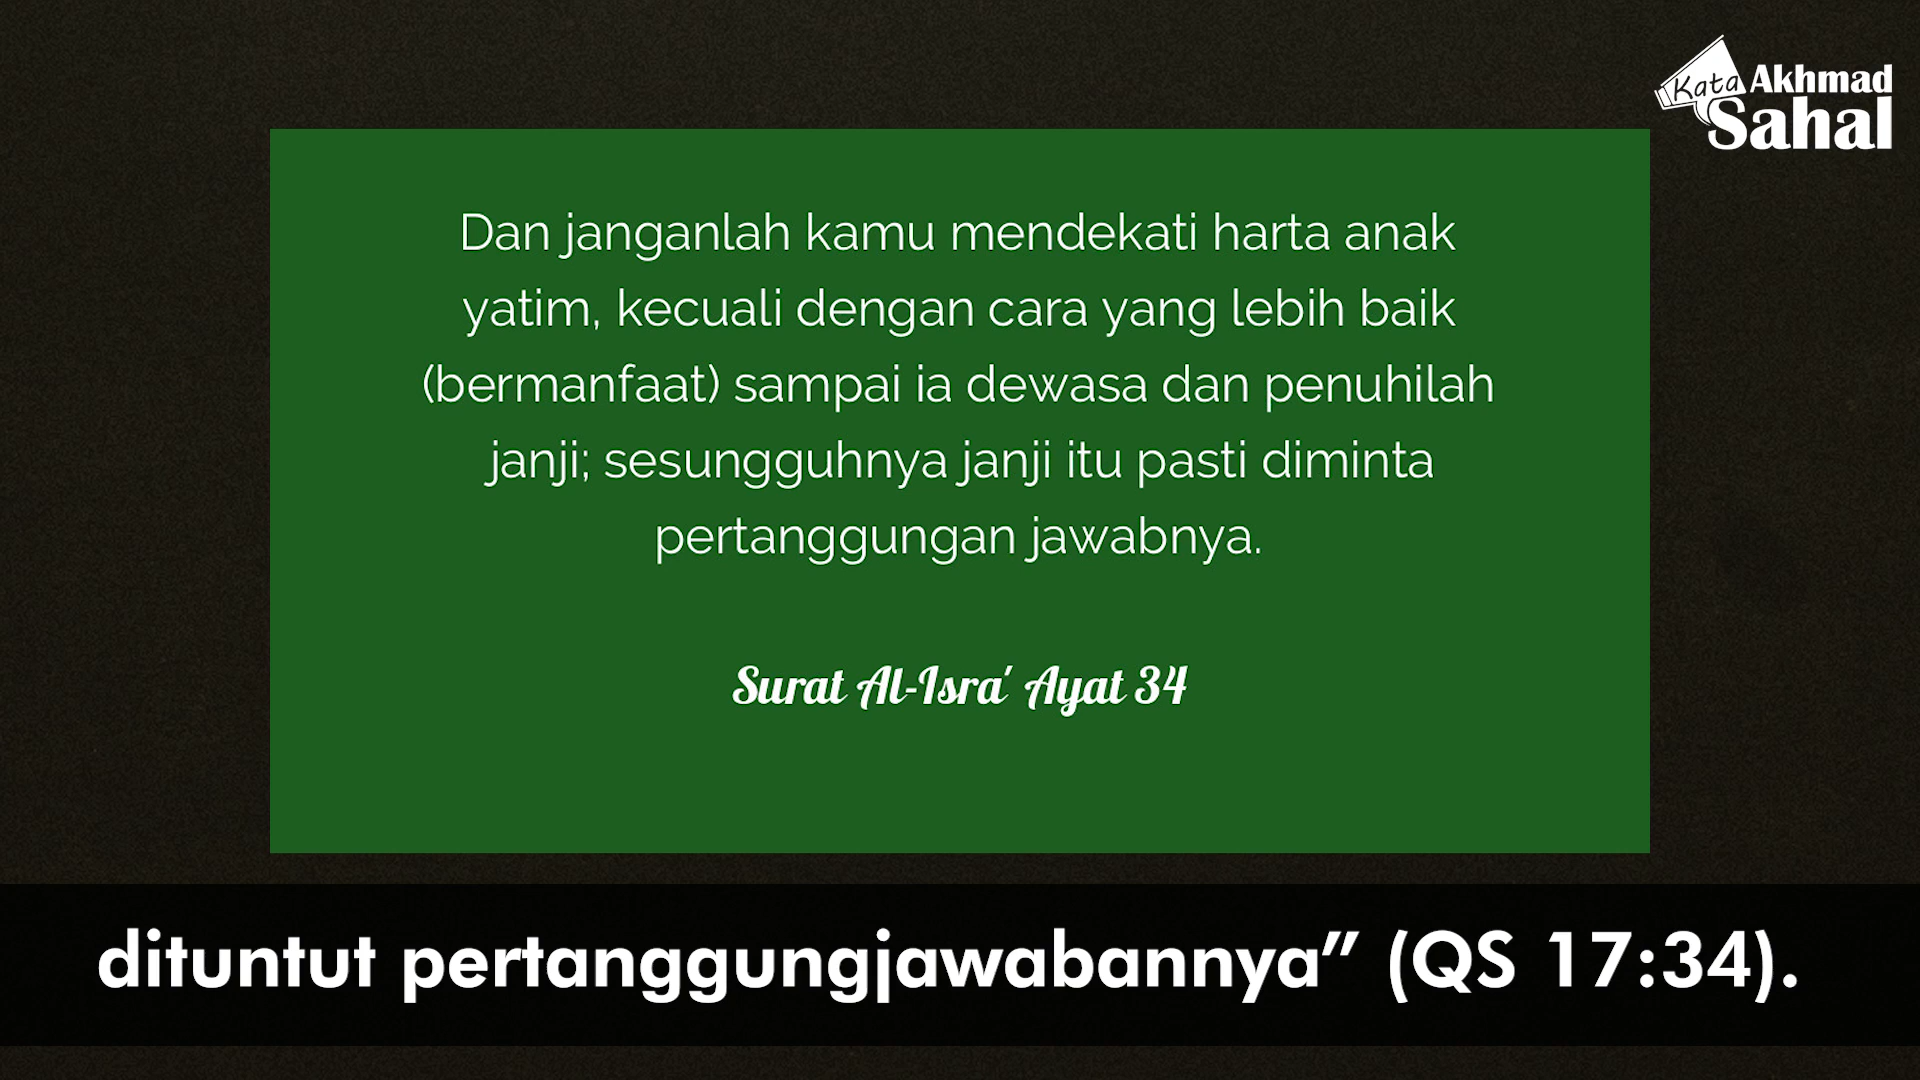 Kata Akhmad
Sahal
Dan janganlah kamu mendekati harta anak
yatim, kecuali dengan cara yang lebih baik
(bermanfaat) sampai ia dewasa dan penuhilah
janji; sesungguhnya janji itu pasti diminta
pertanggungan jawabnya.
Surat Al-Isra' Ayat 34
dituntut pertanggungjawabannya” (QS 17:34).